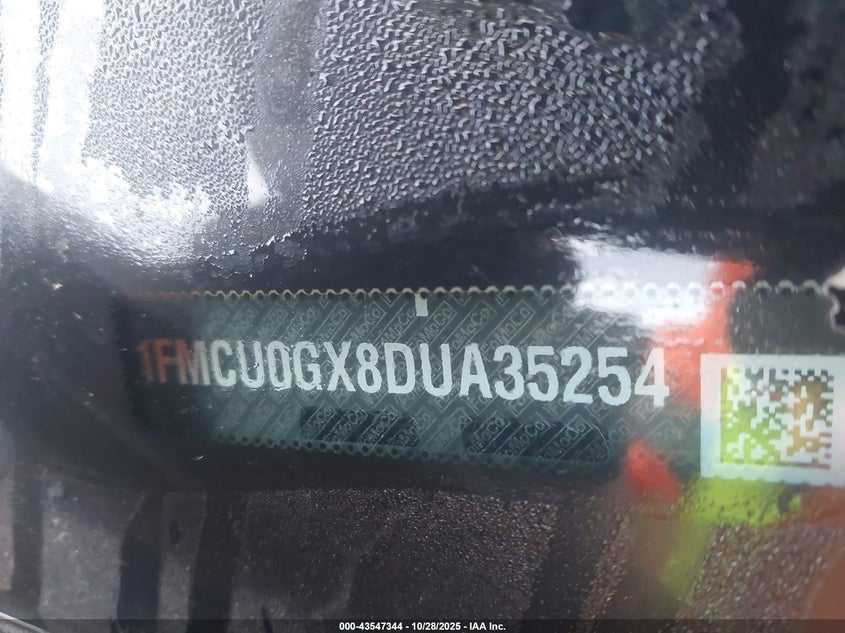 1FMCU0GX8DUA35254
000-43547344 | 10/28/2025 - IAA Inc.